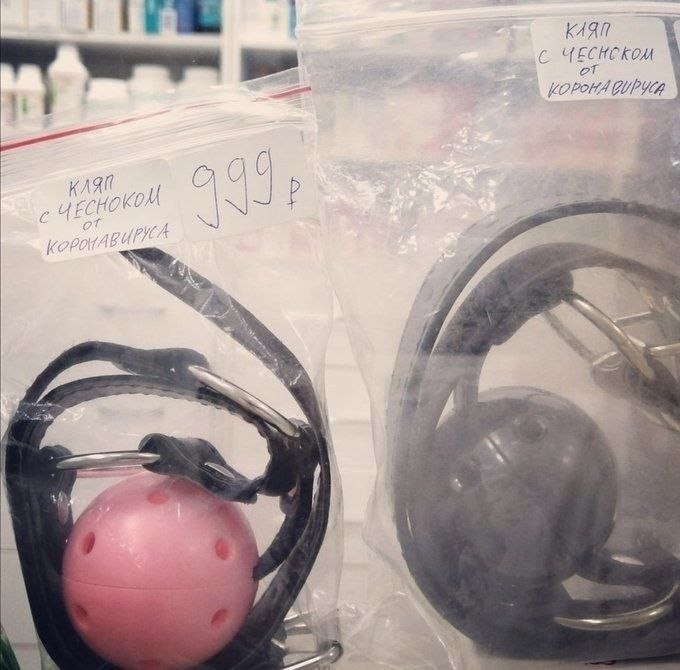 КЛЯП
С ЧЕСНОКОМ
ОТ
КОРОНАВИРУСА
999 ₽
КЛЯП
С ЧЕСНОКОМ
ОТ
КОРОНАВИРУСА